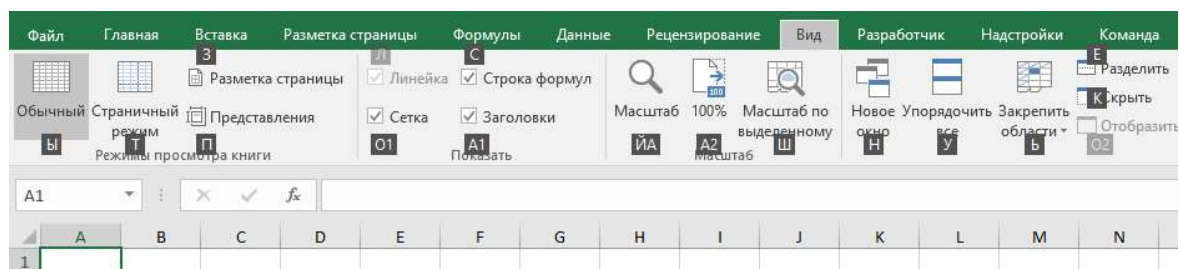 Файл Главная Вставка Разметка страницы Формулы Данные Рецензирование Вид Разработчик Надстройки Команда
З Л С Е
Разметка страницы Линейка Строка формул 100 Разделить
Обычный Страничный режим Представления Сетка Заголовки Масштаб 100% Масштаб по выделенному Новое окно Упорядочить все Закрепить области К Скрыть
Отобразить
Ы Т П О1 А1 ЙА А2 Ш Н У Ь О2
Режимы просмотра книги Показать Масштаб
A1 fx
A B C D E F G H I J K L M N
1